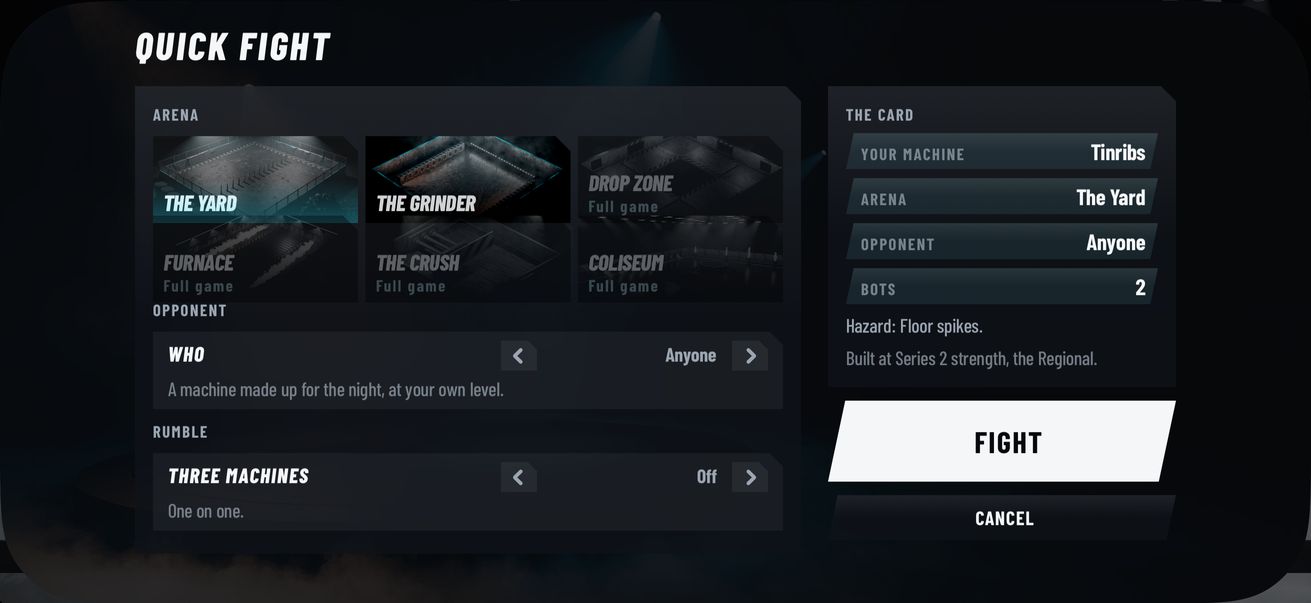 QUICK FIGHT
ARENA
THE YARD
THE GRINDER
DROP ZONE
Full game
FURNACE
Full game
THE CRUSH
Full game
COLISEUM
Full game
OPPONENT
WHO
Anyone
A machine made up for the night, at your own level.
RUMBLE
THREE MACHINES
Off
One on one.
THE CARD
YOUR MACHINE
Tinribs
ARENA
The Yard
OPPONENT
Anyone
BOTS
2
Hazard: Floor spikes.
Built at Series 2 strength, the Regional.
FIGHT
CANCEL